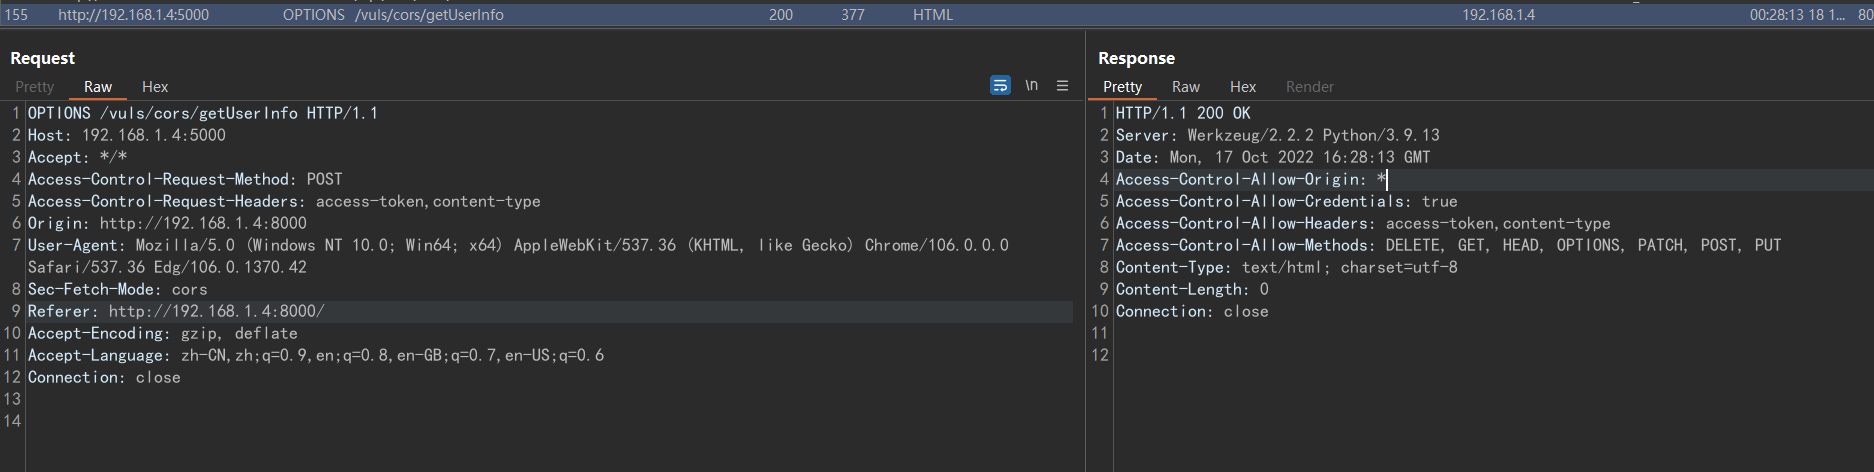 155 http://192.168.1.4:5000 OPTIONS /vuls/cors/getUserInfo 200 377 HTML 192.168.1.4 00:28:13 18 1... 80
Request
Pretty Raw Hex \n
1 OPTIONS /vuls/cors/getUserInfo HTTP/1.1
2 Host: 192.168.1.4:5000
3 Accept: */*
4 Access-Control-Request-Method: POST
5 Access-Control-Request-Headers: access-token,content-type
6 Origin: http://192.168.1.4:8000
7 User-Agent: Mozilla/5.0 (Windows NT 10.0; Win64; x64) AppleWebKit/537.36 (KHTML, like Gecko) Chrome/106.0.0.0
Safari/537.36 Edg/106.0.1370.42
8 Sec-Fetch-Mode: cors
9 Referer: http://192.168.1.4:8000/
10 Accept-Encoding: gzip, deflate
11 Accept-Language: zh-CN,zh;q=0.9,en;q=0.8,en-GB;q=0.7,en-US;q=0.6
12 Connection: close
13
14
Response
Pretty Raw Hex Render
1 HTTP/1.1 200 OK
2 Server: Werkzeug/2.2.2 Python/3.9.13
3 Date: Mon, 17 Oct 2022 16:28:13 GMT
4 Access-Control-Allow-Origin: *
5 Access-Control-Allow-Credentials: true
6 Access-Control-Allow-Headers: access-token,content-type
7 Access-Control-Allow-Methods: DELETE, GET, HEAD, OPTIONS, PATCH, POST, PUT
8 Content-Type: text/html; charset=utf-8
9 Content-Length: 0
10 Connection: close
11
12